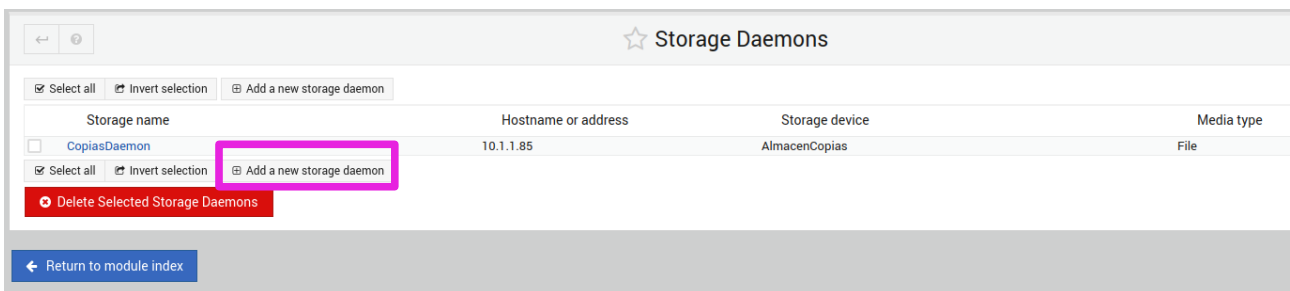 Storage Daemons
Select all Invert selection Add a new storage daemon
Storage name Hostname or address Storage device Media type
CopiasDaemon 10.1.1.85 AlmacenCopias File
Select all Invert selection Add a new storage daemon
Delete Selected Storage Daemons
Return to module index